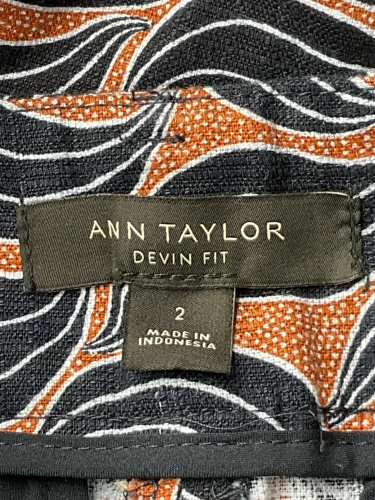 ANN TAYLOR
DEVIN FIT
2
MADE IN
INDONESIA